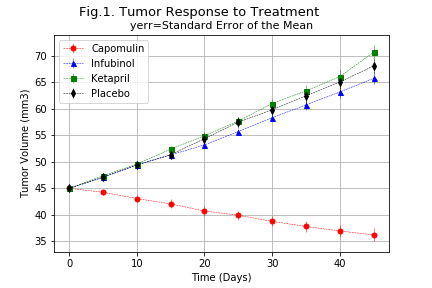 Fig.1. Tumor Response to Treatment
yerr=Standard Error of the Mean
Capomulin
Infubinol
Ketapril
Placebo
Tumor Volume (mm3)
70
65
60
55
50
45
40
35
0 10 20 30 40
Time (Days)